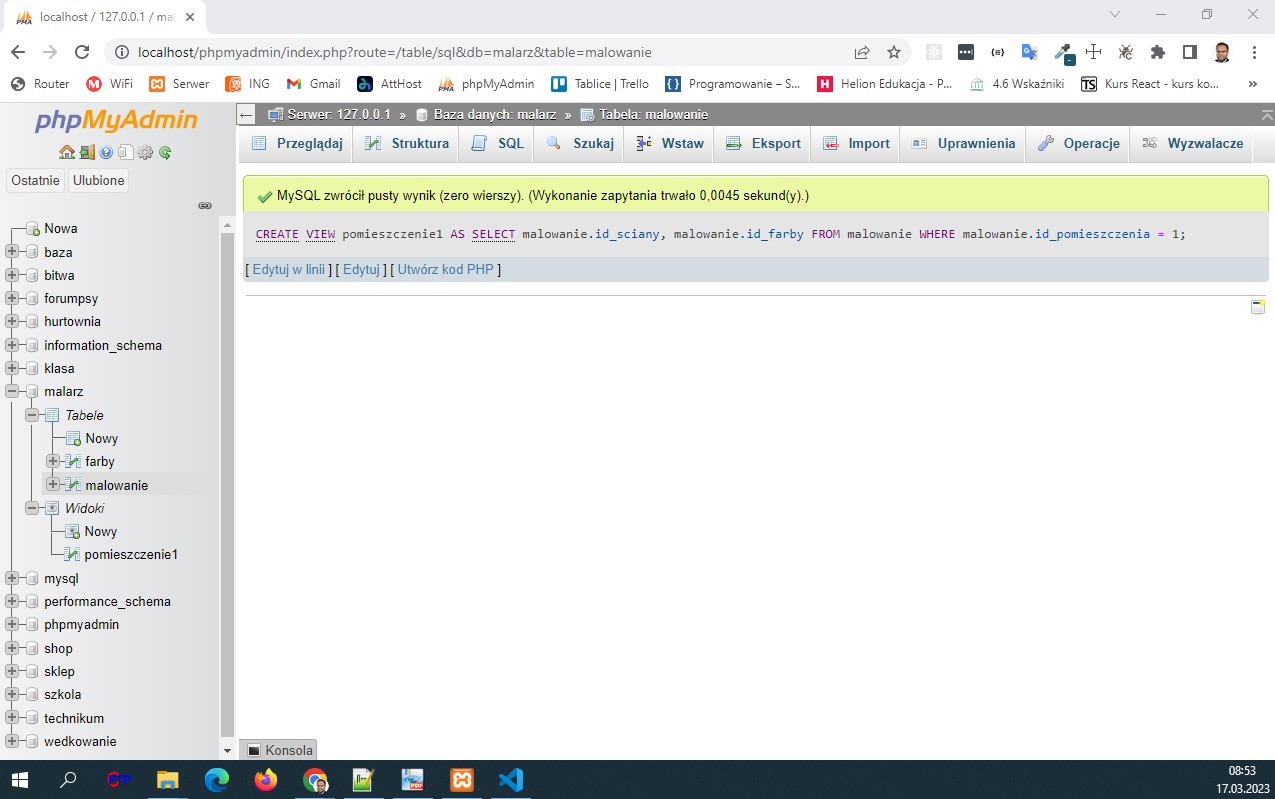 localhost / 127.0.0.1 / mal
localhost/phpmyadmin/index.php?route=/table/sql&db=malarz&table=malowanie
Router WiFi Serwer ING Gmail AttHost phpMyAdmin Tablice | Trello Programowanie – S... Helion Edukacja - P... 4.6 Wskaźniki Kurs React - kurs ko... »
phpMyAdmin
Ostatnie Ulubione
Nowa
baza
bitwa
forumpsy
hurtownia
information_schema
klasa
malarz
Tabele
Nowy
farby
malowanie
Widoki
Nowy
pomieszczenie1
mysql
performance_schema
phpmyadmin
shop
sklep
szkola
technikum
wedkowanie
Serwer: 127.0.0.1 » Baza danych: malarz » Tabela: malowanie
Przeglądaj Struktura SQL Szukaj Wstaw Eksport Import Uprawnienia Operacje Wyzwalacze
MySQL zwrócił pusty wynik (zero wierszy). (Wykonanie zapytania trwało 0,0045 sekund(y).)
CREATE VIEW pomieszczenie1 AS SELECT malowanie.id_sciany, malowanie.id_farby FROM malowanie WHERE malowanie.id_pomieszczenia = 1;
[ Edytuj w linii ] [ Edytuj ] [ Utwórz kod PHP ]
Konsola
08:53
17.03.2023